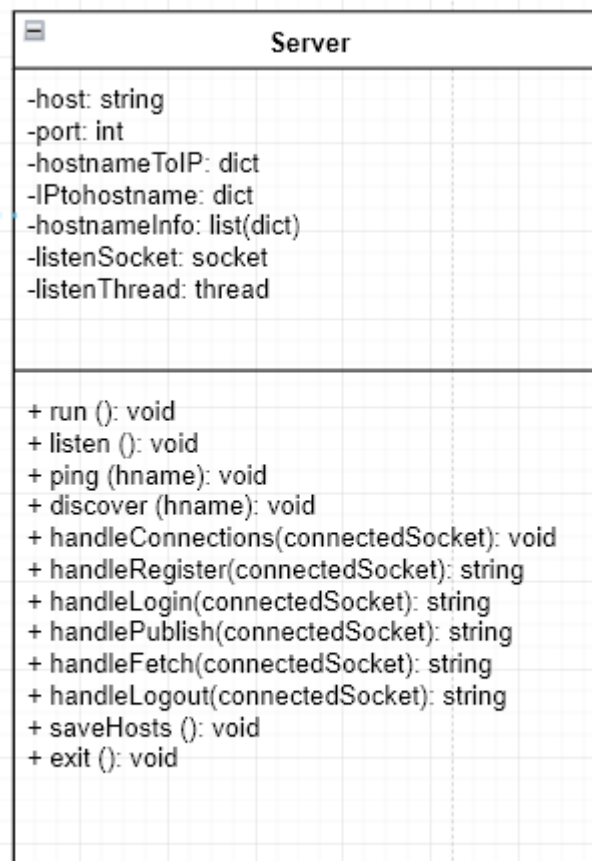 Server
-host: string
-port: int
-hostnameToIP: dict
-IPtohostname: dict
-hostnameInfo: list(dict)
-listenSocket: socket
-listenThread: thread
+ run (): void
+ listen (): void
+ ping (hname): void
+ discover (hname): void
+ handleConnections(connectedSocket): void
+ handleRegister(connectedSocket): string
+ handleLogin(connectedSocket): string
+ handlePublish(connectedSocket): string
+ handleFetch(connectedSocket): string
+ handleLogout(connectedSocket): string
+ saveHosts (): void
+ exit (): void